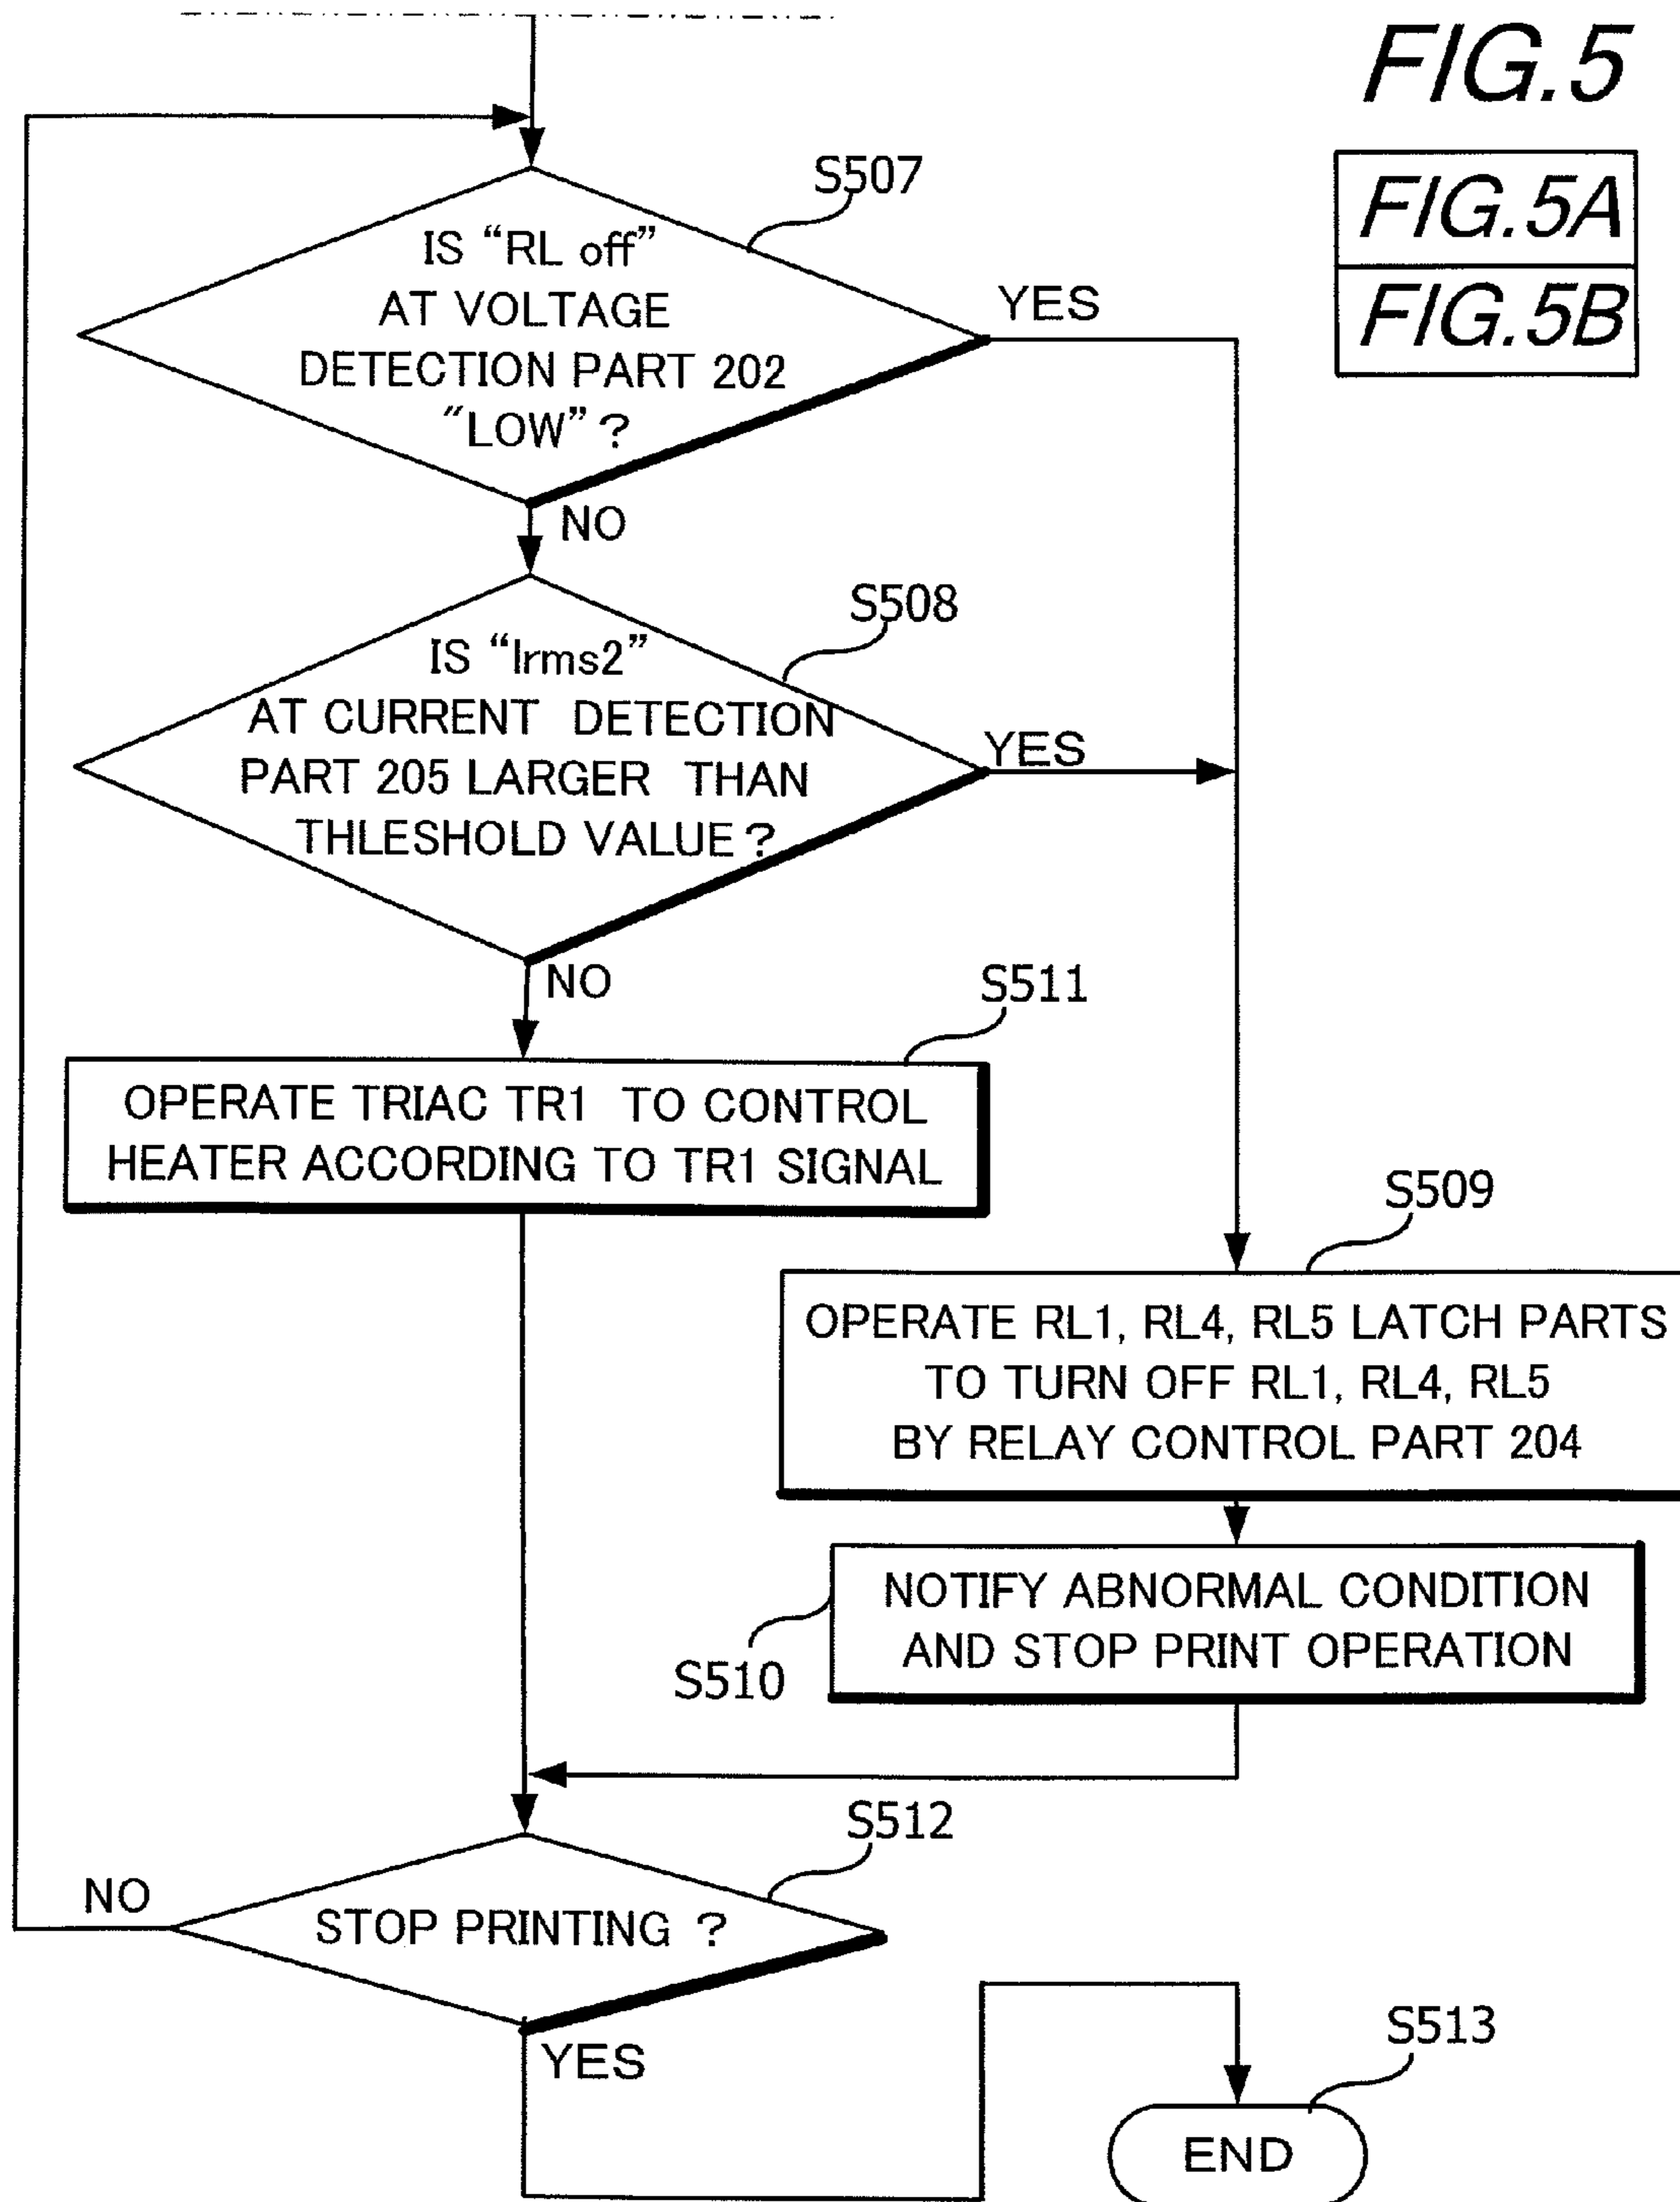 FIG.5
FIG.5A
FIG.5B
S507
IS “RL off”
AT VOLTAGE
DETECTION PART 202
“LOW”?
YES
NO
S508
IS “Irms2”
AT CURRENT DETECTION
PART 205 LARGER THAN
THLESHOLD VALUE?
YES
NO
S511
OPERATE TRIAC TR1 TO CONTROL
HEATER ACCORDING TO TR1 SIGNAL
S509
OPERATE RL1, RL4, RL5 LATCH PARTS
TO TURN OFF RL1, RL4, RL5
BY RELAY CONTROL PART 204
S510
NOTIFY ABNORMAL CONDITION
AND STOP PRINT OPERATION
S512
STOP PRINTING ?
NO
YES
S513
END